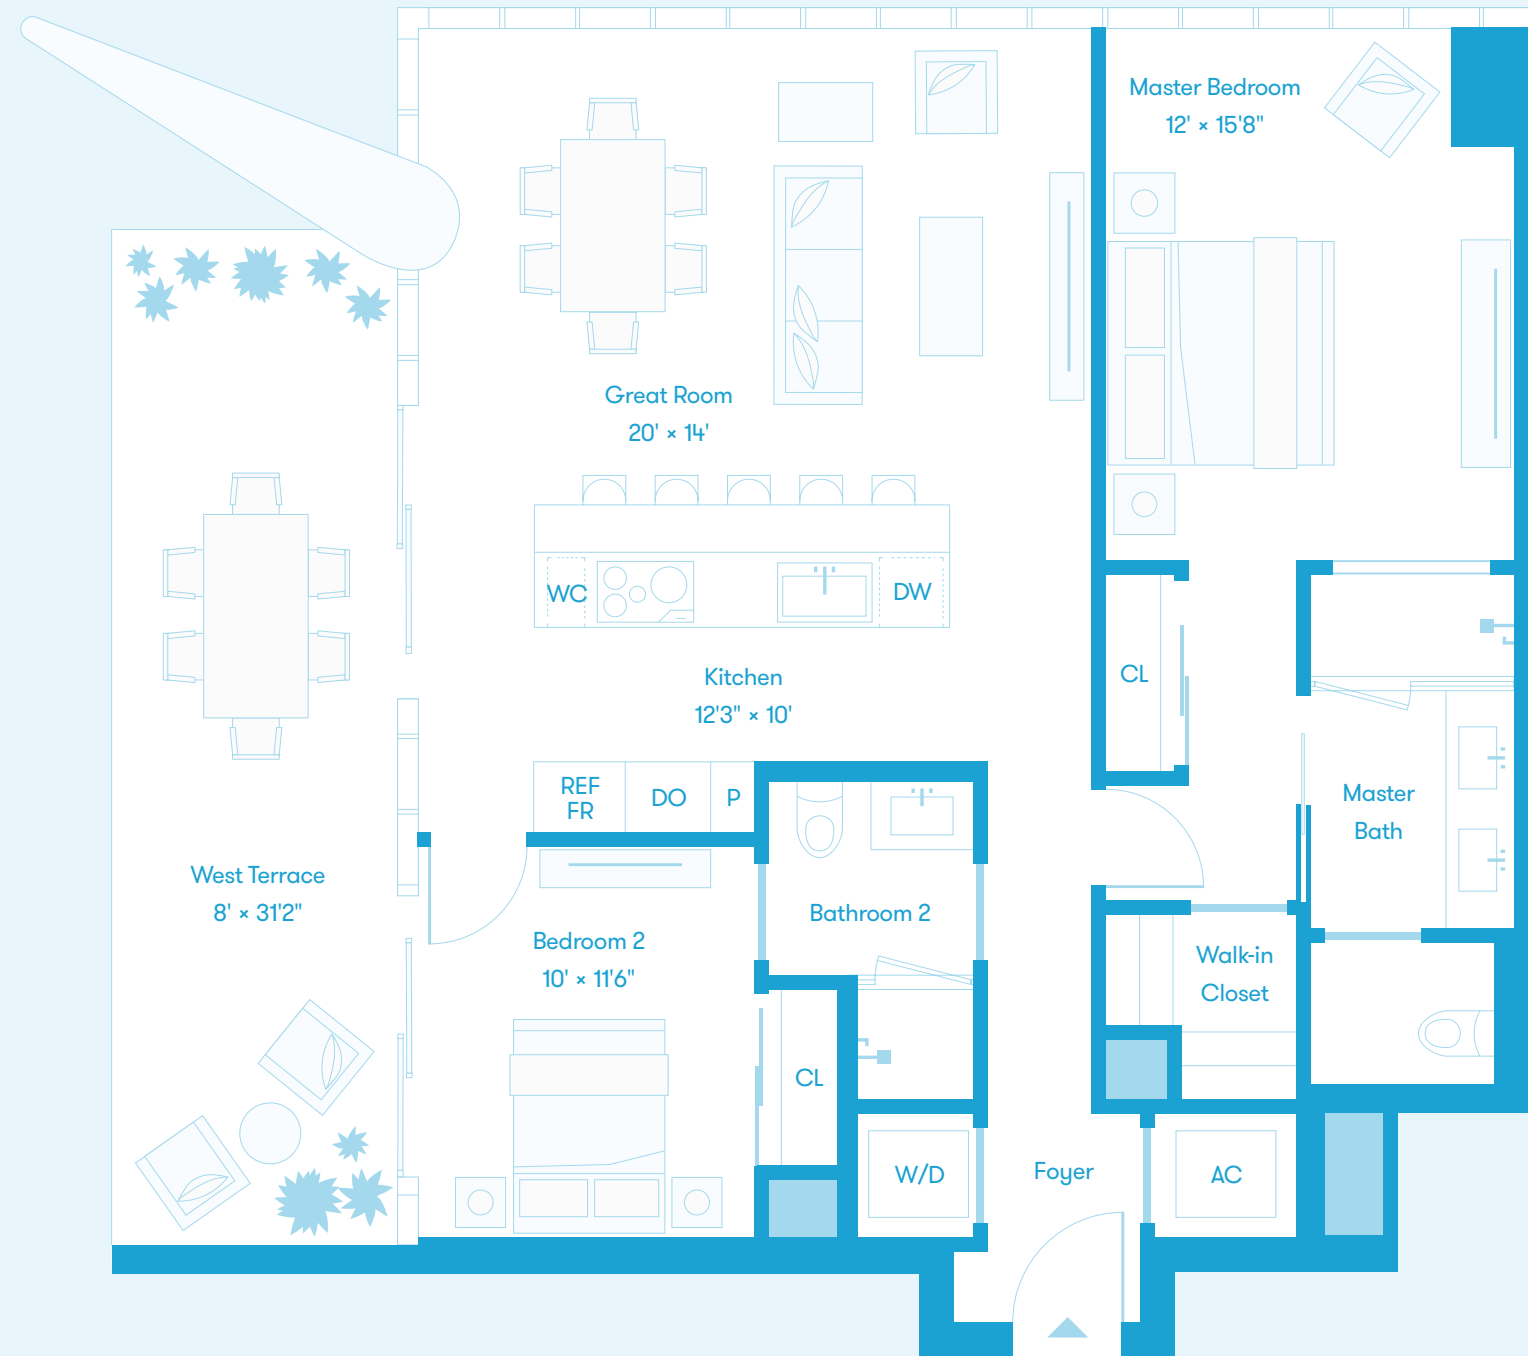 Master Bedroom
12' × 15'8"
Great Room
20' × 14'
WC
DW
Kitchen
12'3" × 10'
CL
REF
FR
DO
P
Master
Bath
West Terrace
8' × 31'2"
Bedroom 2
10' × 11'6"
Bathroom 2
Walk-in
Closet
CL
W/D
Foyer
AC